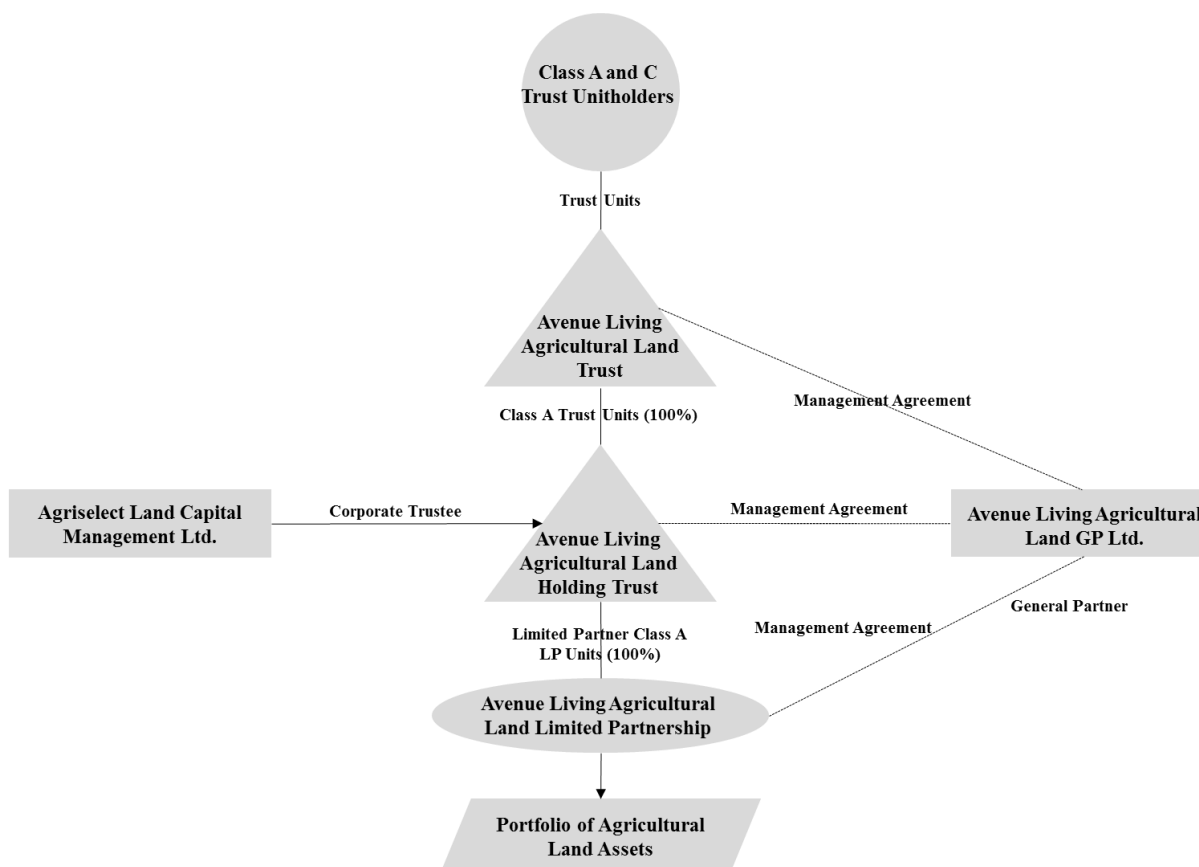 Class A and C
Trust Unitholders
Trust Units
Avenue Living
Agricultural Land
Trust
Management Agreement
Class A Trust Units (100%)
Agriselect Land Capital
Management Ltd.
Corporate Trustee
Avenue Living
Agricultural Land
Holding Trust
Management Agreement
Avenue Living Agricultural
Land GP Ltd.
General Partner
Management Agreement
Limited Partner Class A
LP Units (100%)
Avenue Living Agricultural
Land Limited Partnership
Portfolio of Agricultural
Land Assets